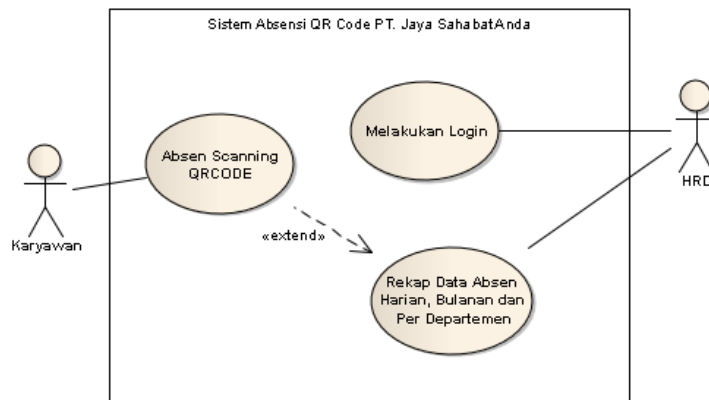 Sistem Absensi QR Code PT. Jaya SahabatAnda
Absen Scanning
QRCODE
Melakukan Login
Karyawan
HRD
«extend»
Rekap Data Absen
Harian, Bulanan dan
Per Departemen